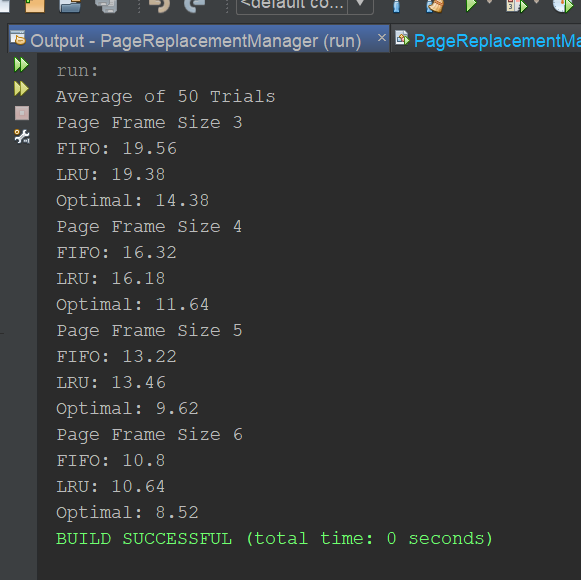 <default co...
Output - PageReplacementManager (run) ×
PageReplacementMa
run:
Average of 50 Trials
Page Frame Size 3
FIFO: 19.56
LRU: 19.38
Optimal: 14.38
Page Frame Size 4
FIFO: 16.32
LRU: 16.18
Optimal: 11.64
Page Frame Size 5
FIFO: 13.22
LRU: 13.46
Optimal: 9.62
Page Frame Size 6
FIFO: 10.8
LRU: 10.64
Optimal: 8.52
BUILD SUCCESSFUL (total time: 0 seconds)